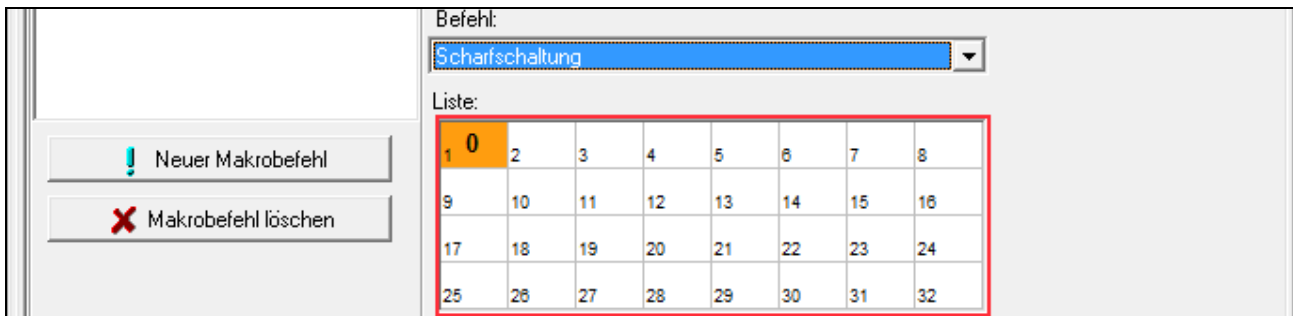 Befehl:
Scharfschaltung
Liste:
1 0 2 3 4 5 6 7 8
Neuer Makrobefehl
9 10 11 12 13 14 15 16
Makrobefehl löschen
17 18 19 20 21 22 23 24
25 26 27 28 29 30 31 32